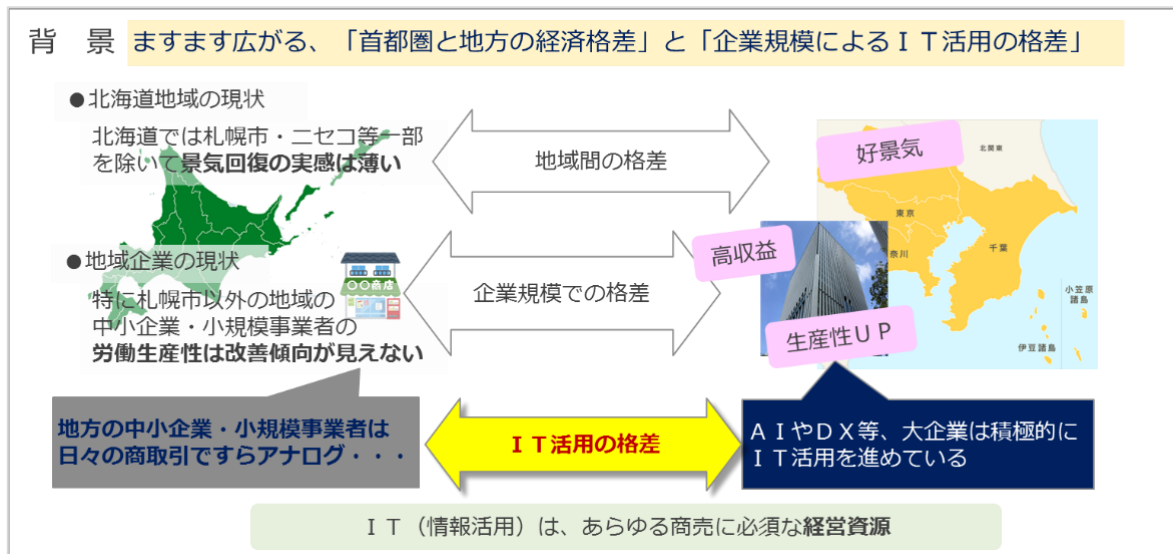 背 景 ますます広がる、「首都圏と地方の経済格差」と「企業規模によるＩＴ活用の格差」
●北海道地域の現状
北海道では札幌市・ニセコ等一部
を除いて景気回復の実感は薄い
地域間の格差
好景気
北関東
東京
千葉
奈川
小笠原
諸島
伊豆諸島
●地域企業の現状
特に札幌市以外の地域の
中小企業・小規模事業者の
労働生産性は改善傾向が見えない
〇〇商店
企業規模での格差
高収益
生産性ＵＰ
地方の中小企業・小規模事業者は
日々の商取引ですらアナログ・・・
ＩＴ活用の格差
ＡＩやＤＸ等、大企業は積極的に
ＩＴ活用を進めている
ＩＴ（情報活用）は、あらゆる商売に必須な経営資源